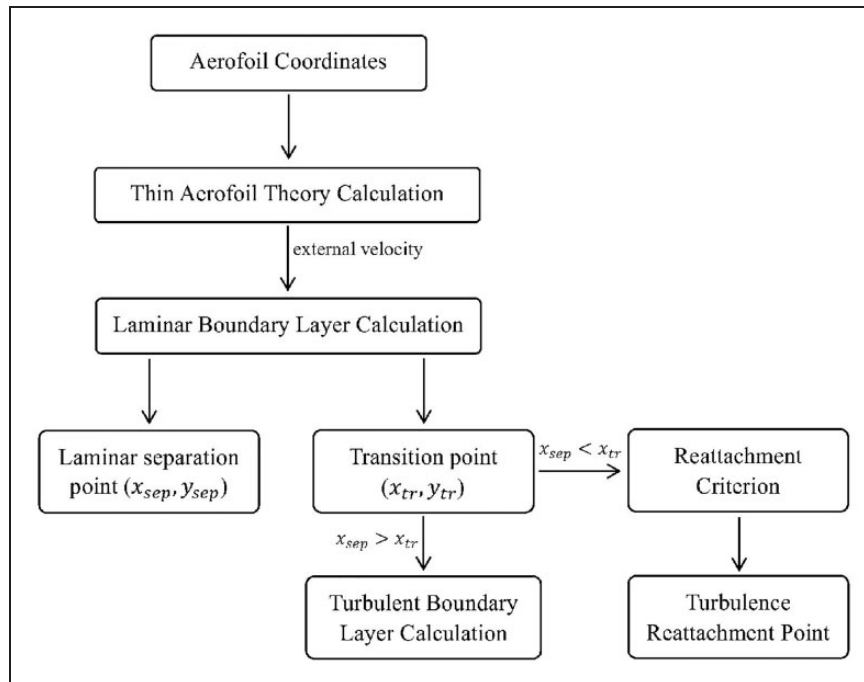 Aerofoil Coordinates
Thin Aerofoil Theory Calculation
external velocity
Laminar Boundary Layer Calculation
Laminar separation
point (x_sep, y_sep)
Transition point
(x_tr, y_tr)
x_sep < x_tr
Reattachment
Criterion
x_sep > x_tr
Turbulent Boundary
Layer Calculation
Turbulence
Reattachment Point